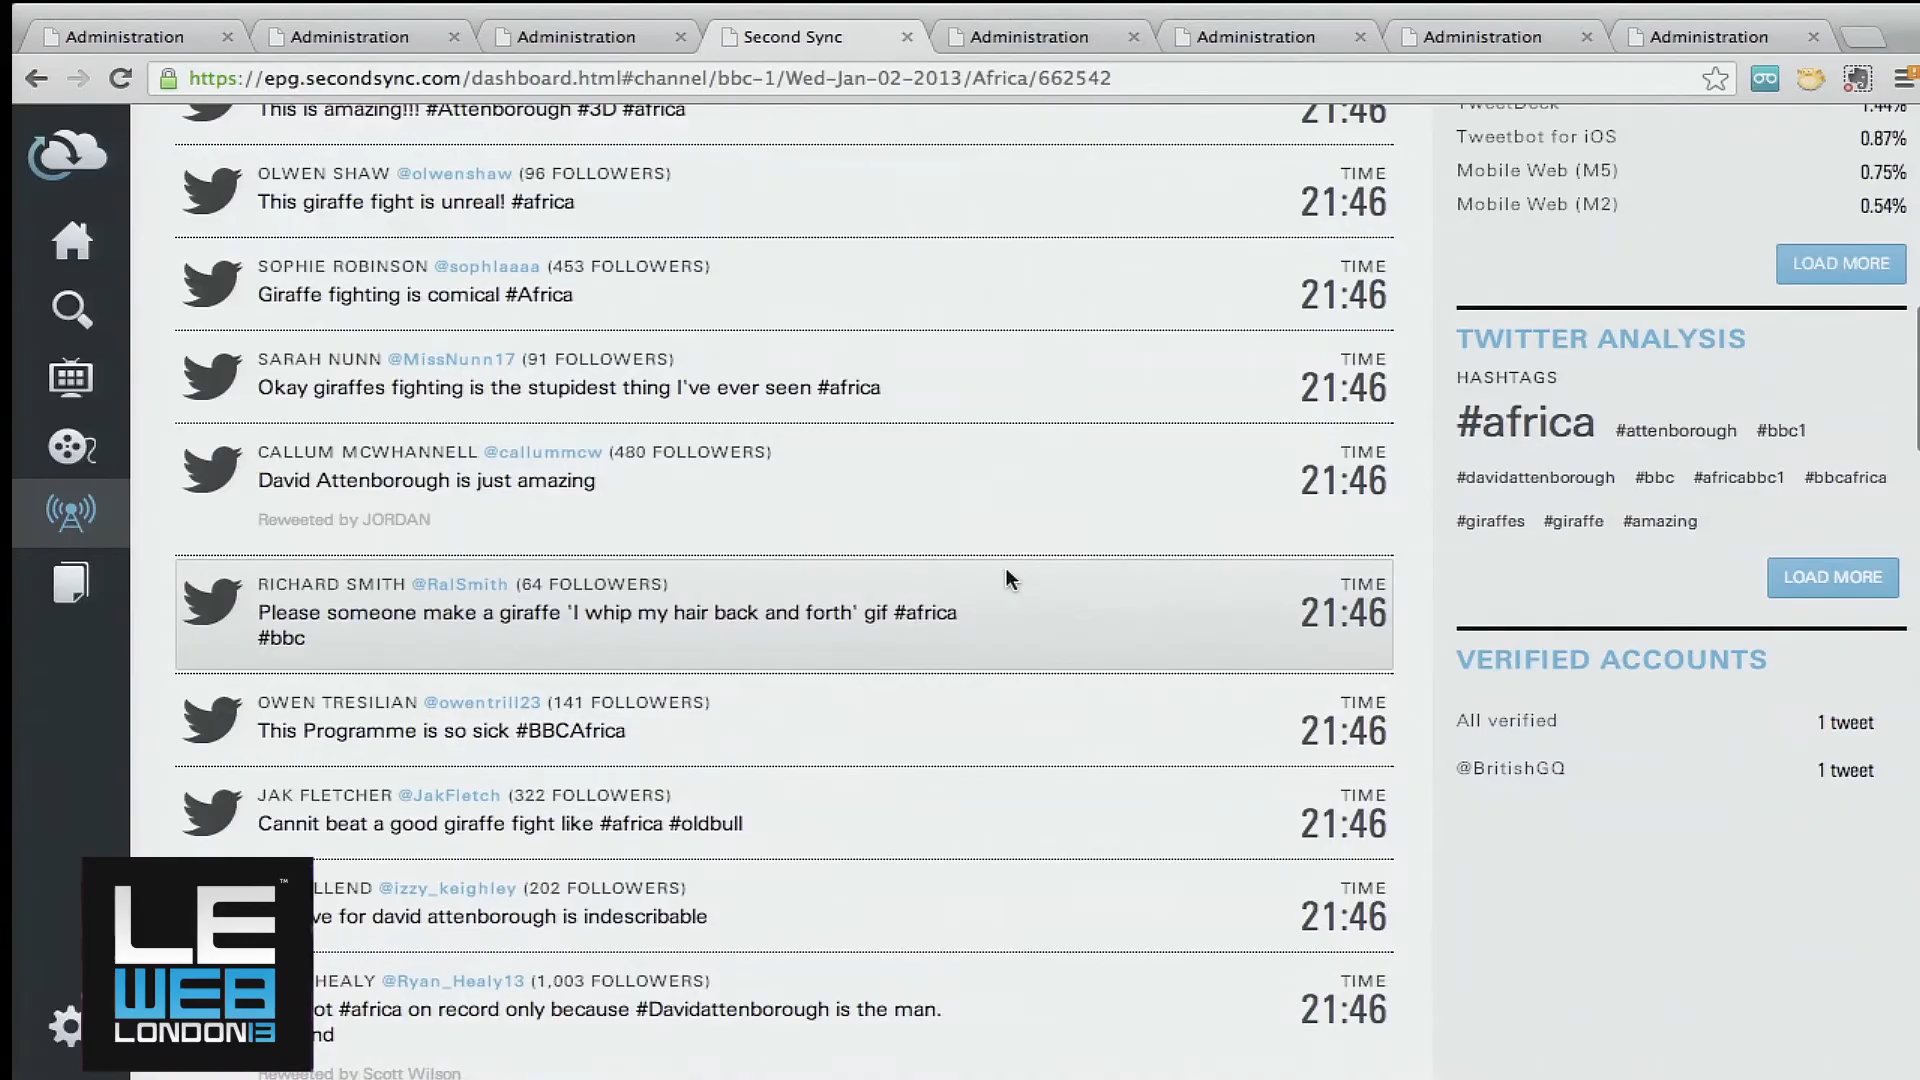 Administration
Administration
Administration
Second Sync
Administration
Administration
Administration
Administration
https://epg.secondsync.com/dashboard.html#channel/bbc-1/Wed-Jan-02-2013/Africa/662542
This is amazing!!! #Attenborough #3D #africa
21:46
OLWEN SHAW @olwenshaw (96 FOLLOWERS)
This giraffe fight is unreal! #africa
TIME
21:46
SOPHIE ROBINSON @sophlaaaa (453 FOLLOWERS)
Giraffe fighting is comical #Africa
TIME
21:46
SARAH NUNN @MissNunn17 (91 FOLLOWERS)
Okay giraffes fighting is the stupidest thing I've ever seen #africa
TIME
21:46
CALLUM MCWHANNELL @callummcw (480 FOLLOWERS)
David Attenborough is just amazing
Reweeted by JORDAN
TIME
21:46
RICHARD SMITH @RalSmith (64 FOLLOWERS)
Please someone make a giraffe 'I whip my hair back and forth' gif #africa
#bbc
TIME
21:46
OWEN TRESILIAN @owentrill23 (141 FOLLOWERS)
This Programme is so sick #BBCAfrica
TIME
21:46
JAK FLETCHER @JakFletch (322 FOLLOWERS)
Cannit beat a good giraffe fight like #africa #oldbull
TIME
21:46
LLEND @izzy_keighley (202 FOLLOWERS)
ve for david attenborough is indescribable
TIME
21:46
HEALY @Ryan_Healy13 (1,003 FOLLOWERS)
ot #africa on record only because #Davidattenborough is the man.
nd
Reweeted by Scott Wilson
TIME
21:46
TweetDeck 1.44%
Tweetbot for iOS 0.87%
Mobile Web (M5) 0.75%
Mobile Web (M2) 0.54%
LOAD MORE
TWITTER ANALYSIS
HASHTAGS
#africa #attenborough #bbc1
#davidattenborough #bbc #africabbc1 #bbcafrica
#giraffes #giraffe #amazing
LOAD MORE
VERIFIED ACCOUNTS
All verified 1 tweet
@BritishGQ 1 tweet
LE ™
WEB
LONDON13